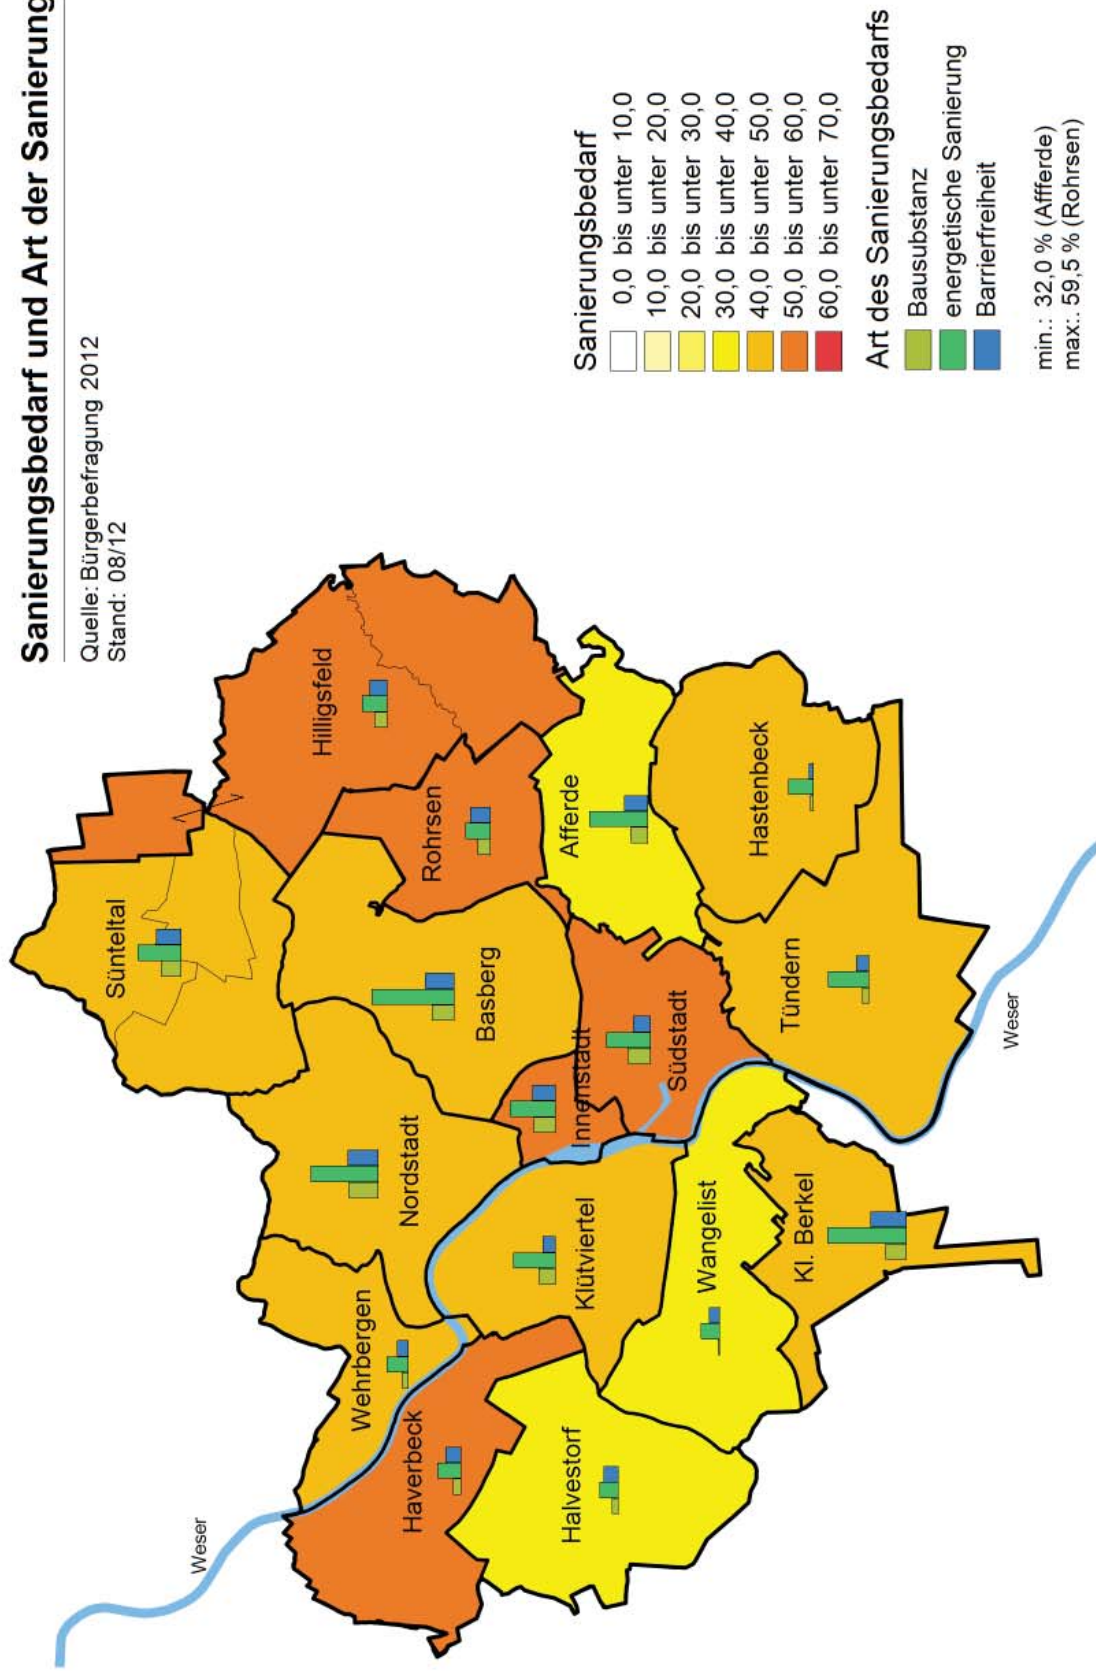 Sanierungsbedarf und Art der Sanierung
Quelle: Bürgerbefragung 2012
Stand: 08/12
Weser
Sünteltal
Hilligsfeld
Wehrbergen
Nordstadt
Rohrsen
Haverbeck
Basberg
Afferde
Halvestorf
Klütviertel
Innenstadt
Südstadt
Hastenbeck
Wangelist
Tündern
Kl. Berkel
Weser
Sanierungsbedarf
0,0 bis unter 10,0
10,0 bis unter 20,0
20,0 bis unter 30,0
30,0 bis unter 40,0
40,0 bis unter 50,0
50,0 bis unter 60,0
60,0 bis unter 70,0
Art des Sanierungsbedarfs
Bausubstanz
energetische Sanierung
Barrierfreiheit
min.: 32,0 % (Affferde)
max:. 59,5 % (Rohrsen)